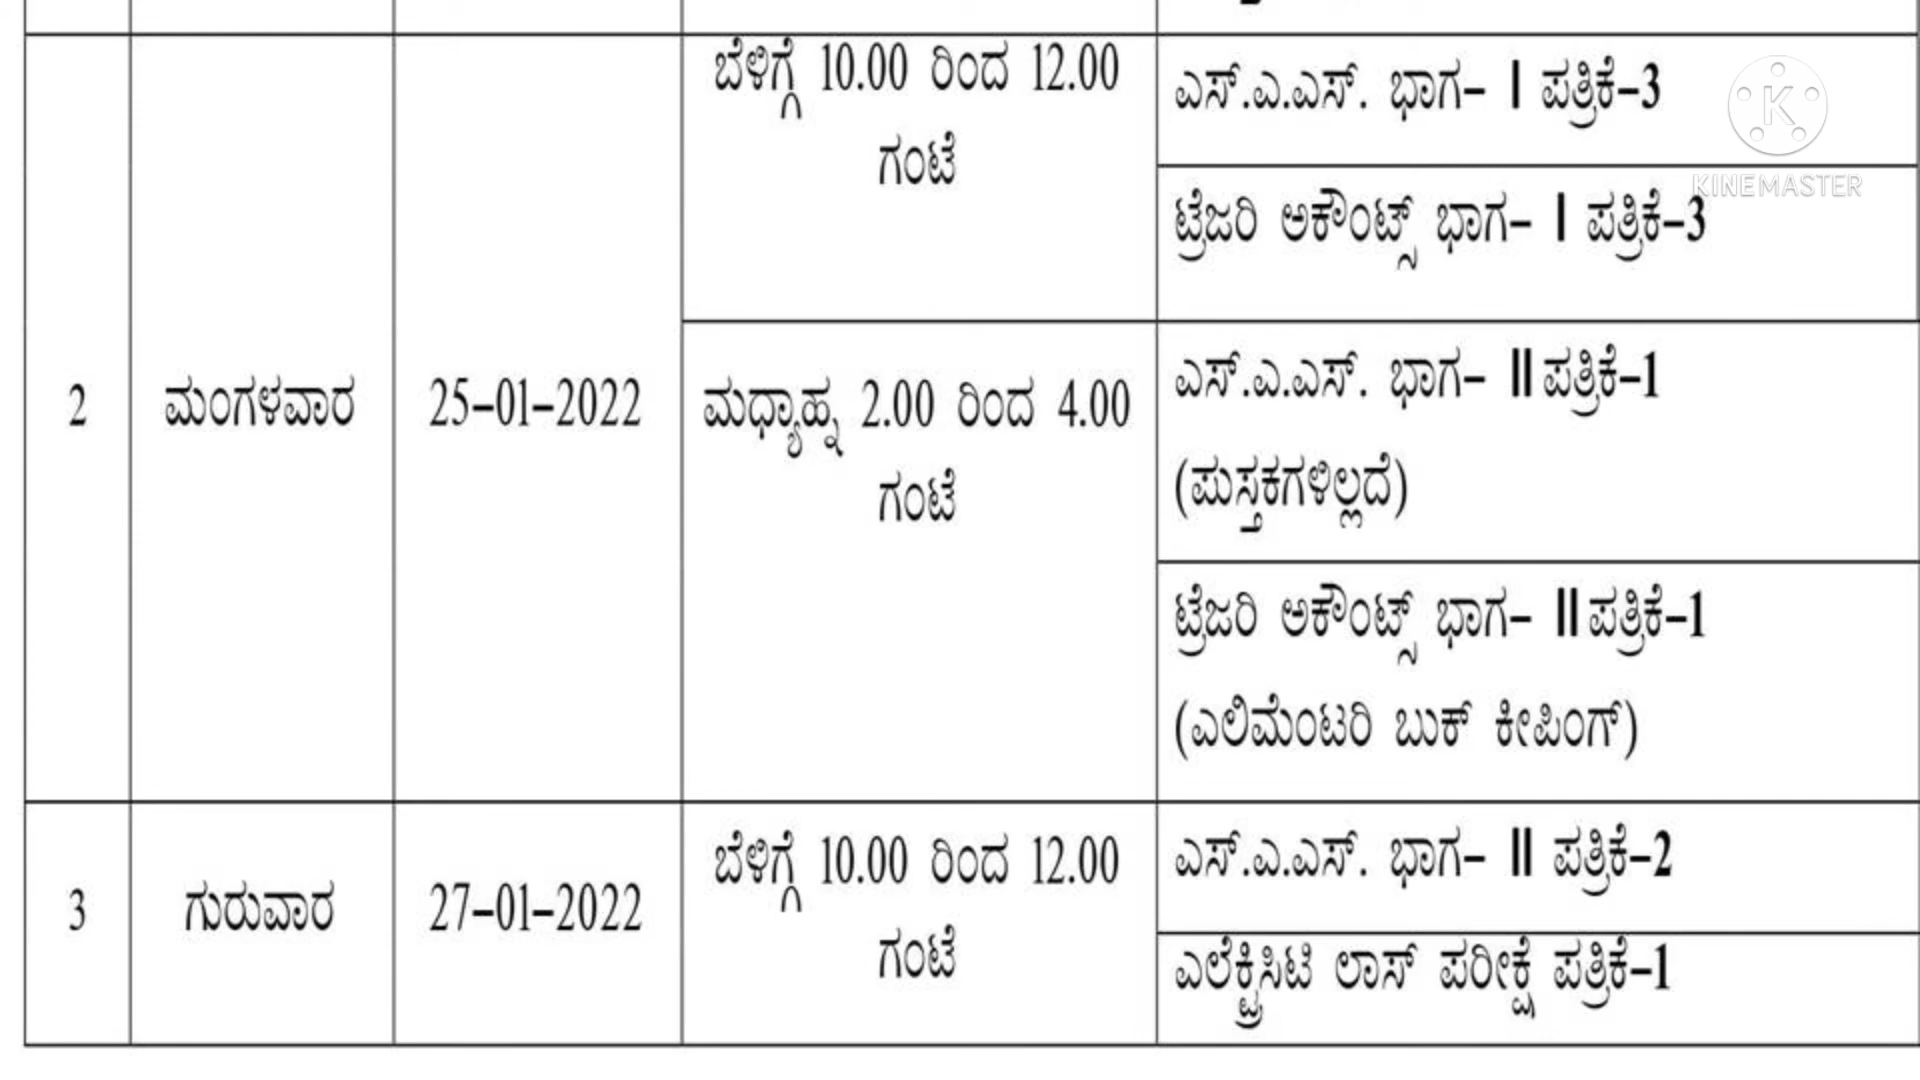 ಬೆಳಿಗ್ಗೆ 10.00 ರಿಂದ 12.00
ಗಂಟೆ
ಎಸ್.ಎ.ಎಸ್. ಭಾಗ– I ಪತ್ರಿಕೆ–3
ಟ್ರೆಜರಿ ಅಕೌಂಟ್ಸ್ ಭಾಗ– I ಪತ್ರಿಕೆ–3
2
ಮಂಗಳವಾರ
25–01–2022
ಮಧ್ಯಾಹ್ನ 2.00 ರಿಂದ 4.00
ಗಂಟೆ
ಎಸ್.ಎ.ಎಸ್. ಭಾಗ– II ಪತ್ರಿಕೆ–1
(ಪುಸ್ತಕಗಳಿಲ್ಲದೆ)
ಟ್ರೆಜರಿ ಅಕೌಂಟ್ಸ್ ಭಾಗ– II ಪತ್ರಿಕೆ–1
(ಎಲಿಮೆಂಟರಿ ಬುಕ್ ಕೀಪಿಂಗ್)
3
ಗುರುವಾರ
27–01–2022
ಬೆಳಿಗ್ಗೆ 10.00 ರಿಂದ 12.00
ಗಂಟೆ
ಎಸ್.ಎ.ಎಸ್. ಭಾಗ– II ಪತ್ರಿಕೆ–2
ಎಲೆಕ್ಟ್ರಿಸಿಟಿ ಲಾಸ್ ಪರೀಕ್ಷೆ ಪತ್ರಿಕೆ–1
K
KINEMASTER